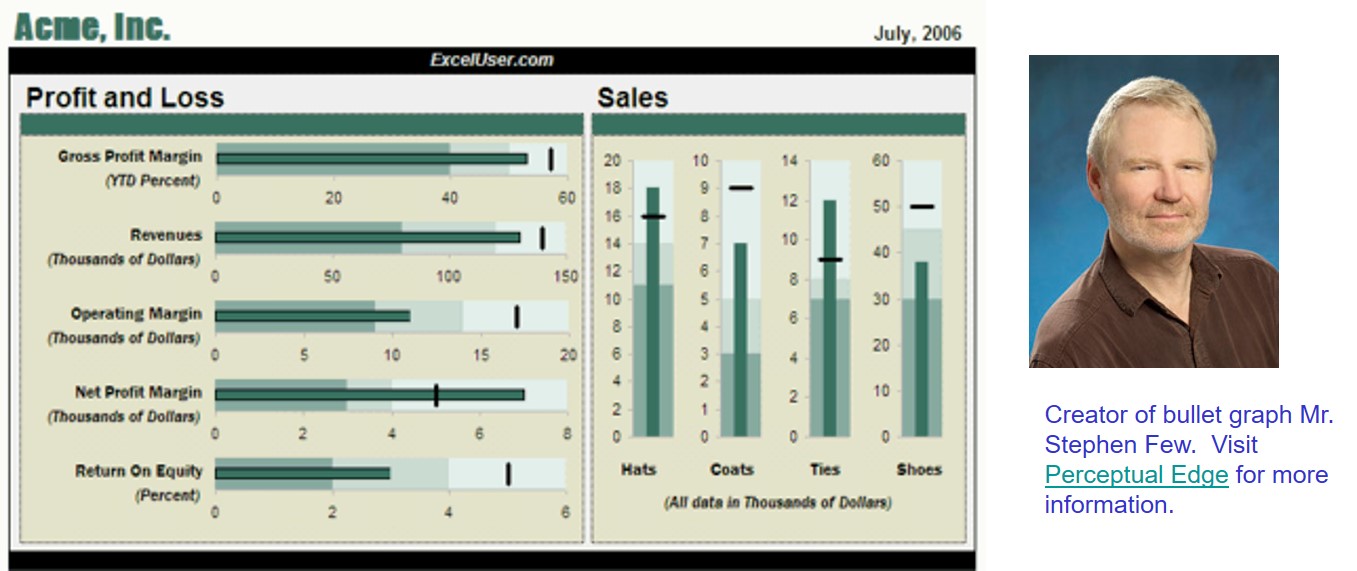 Acme, Inc.
July, 2006
ExcelUser.com
Profit and Loss
Gross Profit Margin
(YTD Percent)
0 20 40 60
Revenues
(Thousands of Dollars)
0 50 100 150
Operating Margin
(Thousands of Dollars)
0 5 10 15 20
Net Profit Margin
(Thousands of Dollars)
0 2 4 6 8
Return On Equity
(Percent)
0 2 4 6
Sales
20
18
16
14
12
10
8
6
4
2
0
Hats
10
9
8
7
6
5
4
3
2
1
0
Coats
14
12
10
8
6
4
2
0
Ties
60
50
40
30
20
10
0
Shoes
(All data in Thousands of Dollars)
Creator of bullet graph Mr.
Stephen Few. Visit
Perceptual Edge for more
information.